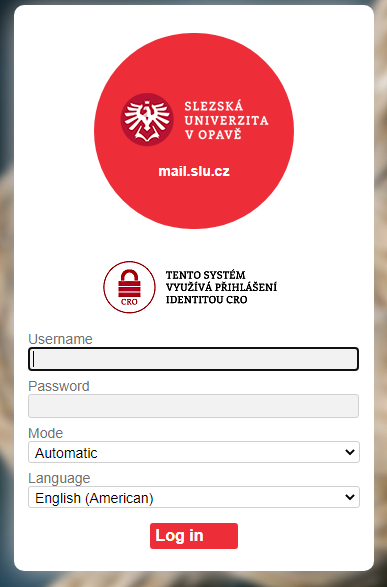 SLEZSKÁ
UNIVERZITA
V OPAVĚ
mail.slu.cz
CRO
TENTO SYSTÉM
VYUŽÍVÁ PŘIHLÁŠENÍ
IDENTITOU CRO
Username
Password
Mode
Automatic
Language
English (American)
Log in